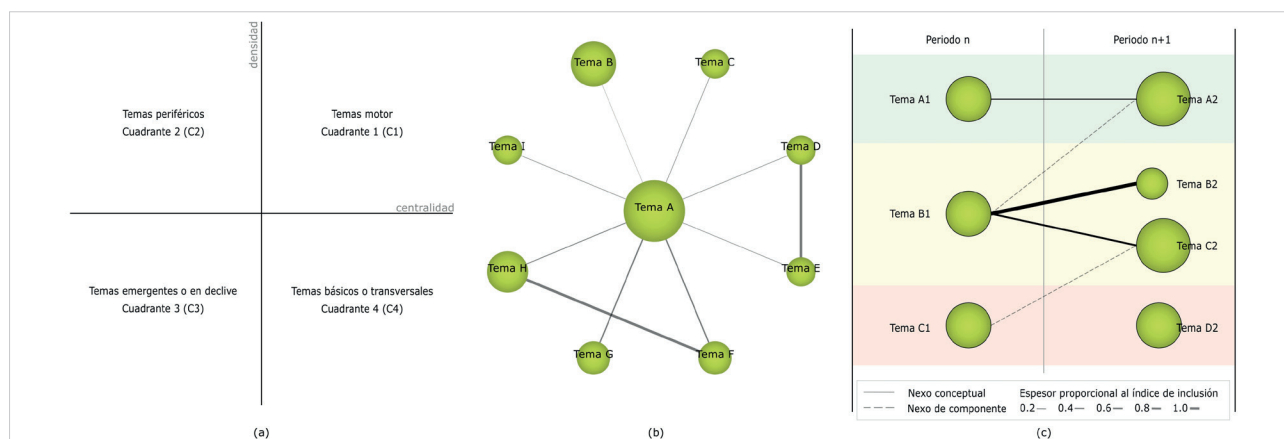 densidad
Temas periféricos
Cuadrante 2 (C2)
Temas motor
Cuadrante 1 (C1)
centralidad
Temas emergentes o en declive
Cuadrante 3 (C3)
Temas básicos o transversales
Cuadrante 4 (C4)
(a)
Tema B
Tema C
Tema I
Tema D
Tema A
Tema H
Tema E
Tema G
Tema F
(b)
Periodo n
Periodo n+1
Tema A1
Tema A2
Tema B1
Tema B2
Tema C2
Tema C1
Tema D2
Nexo conceptual
Nexo de componente
Espesor proporcional al índice de inclusión
0.2 0.4 0.6 0.8 1.0
(c)